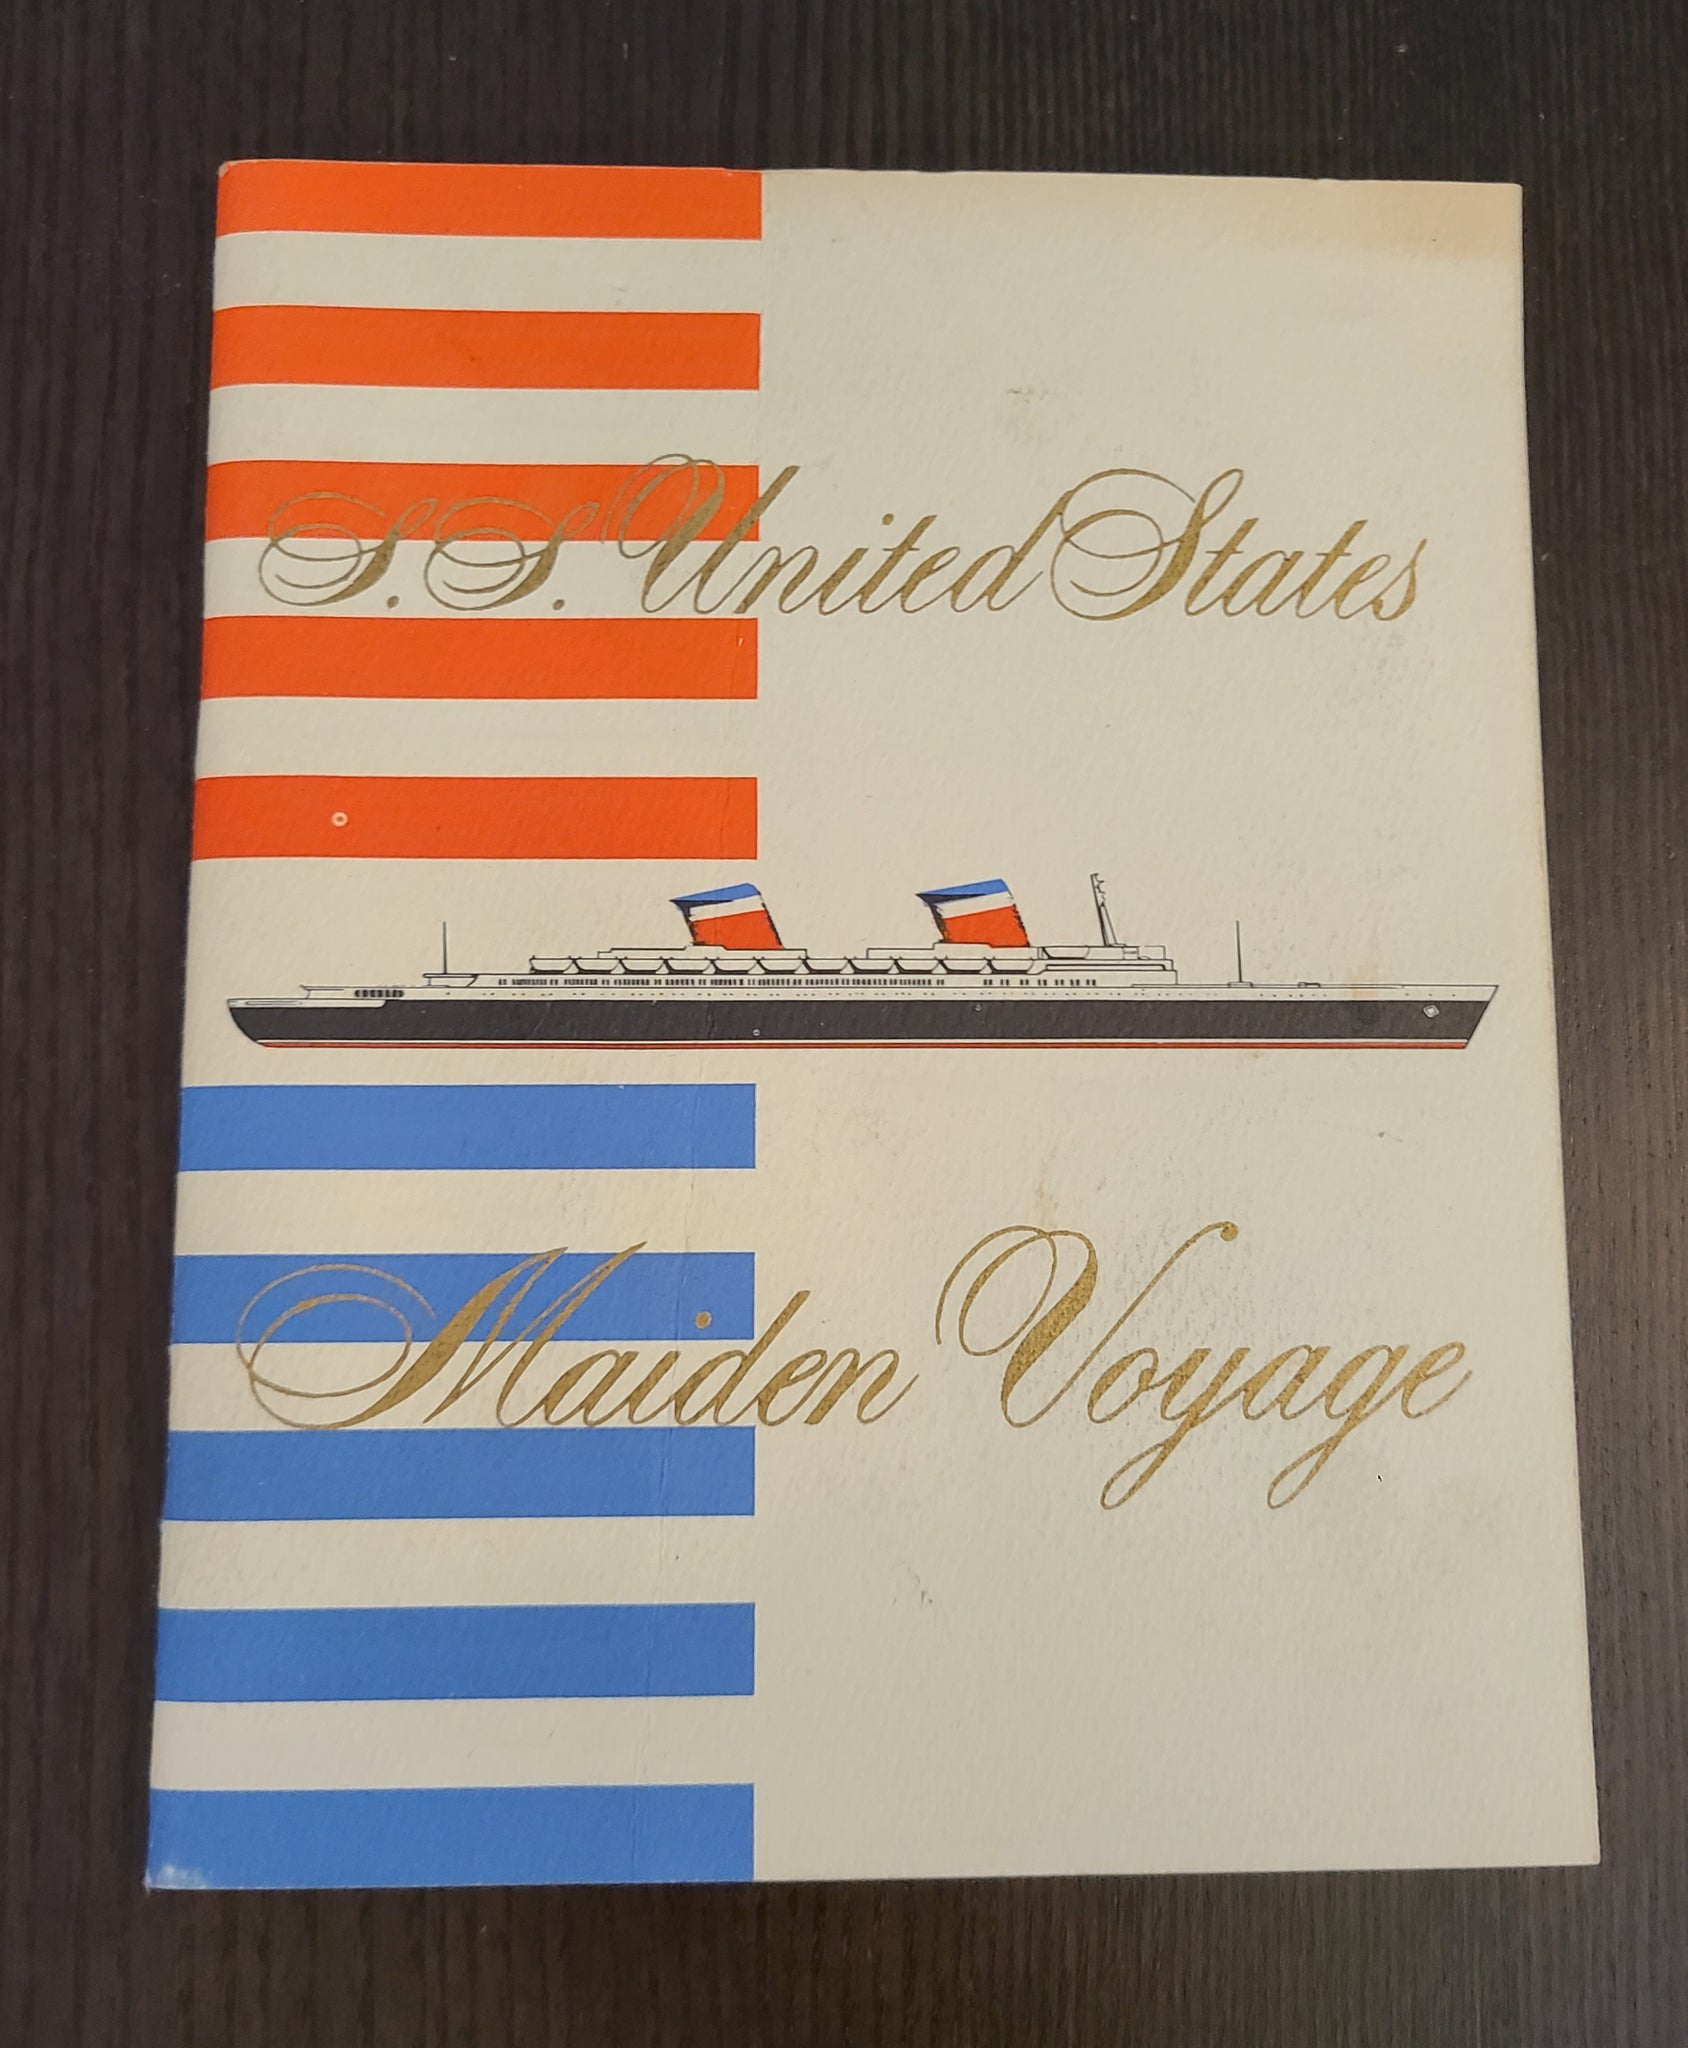 S.S. United States
Maiden Voyage